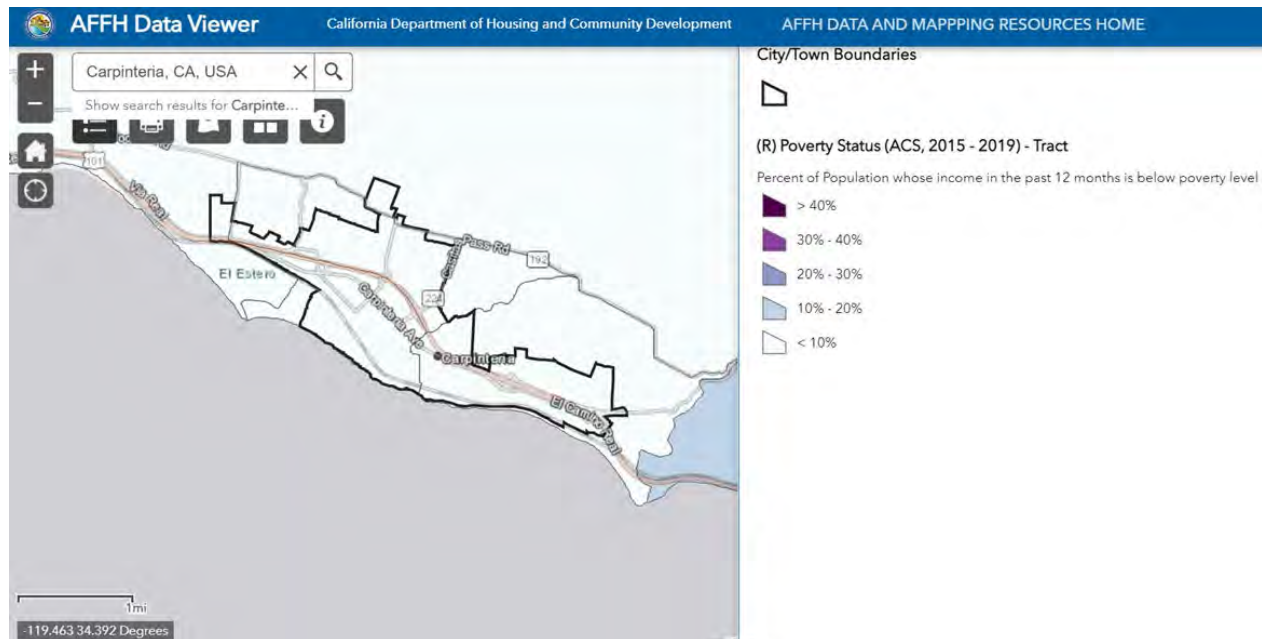 AFFH Data Viewer
California Department of Housing and Community Development
AFFH DATA AND MAPPPING RESOURCES HOME
+
Carpinteria, CA, USA
Show search results for Carpinte...
−
i
101
Via Real
El Estero
Pass Rd
192
224
Carpinteria Ave
Carpinteria
El Camino Real
1mi
-119.463 34.392 Degrees
City/Town Boundaries
(R) Poverty Status (ACS, 2015 - 2019) - Tract
Percent of Population whose income in the past 12 months is below poverty level
> 40%
30% - 40%
20% - 30%
10% - 20%
< 10%